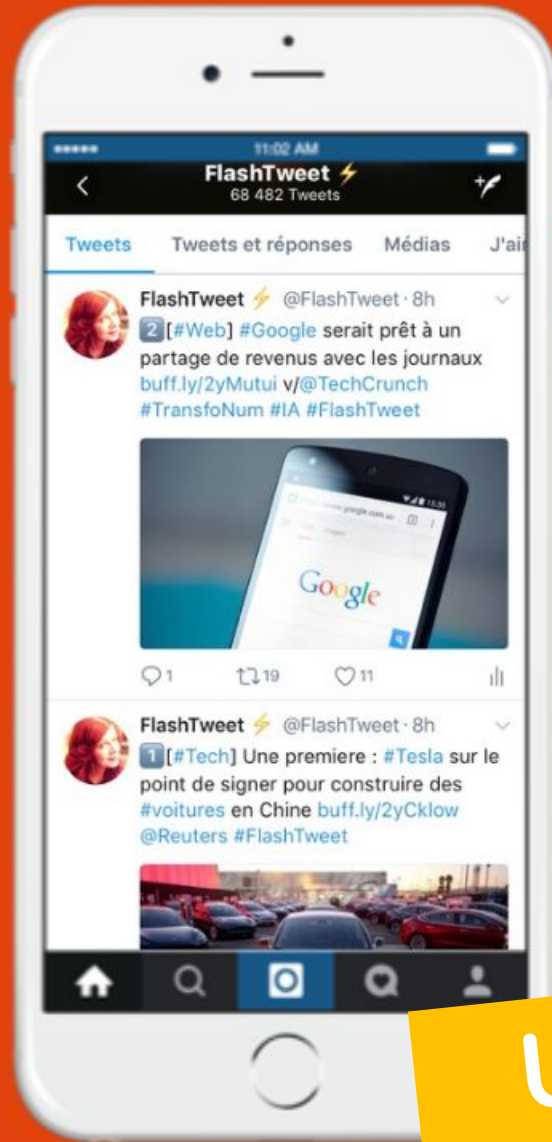 11:02 AM
FlashTweet ⚡
68 482 Tweets
Tweets Tweets et réponses Médias J'ai
FlashTweet ⚡ @FlashTweet · 8h
2 [#Web] #Google serait prêt à un
partage de revenus avec les journaux
buff.ly/2yMutui v/@TechCrunch
#TransfoNum #IA #FlashTweet
Google
1 19 11
FlashTweet ⚡ @FlashTweet · 8h
1 [#Tech] Une premiere : #Tesla sur le
point de signer pour construire des
#voitures en Chine buff.ly/2yCklow
@Reuters #FlashTweet